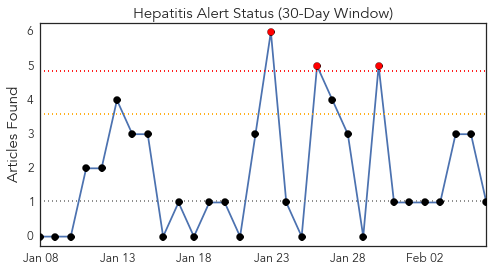 Hepatitis Alert Status (30-Day Window)
Articles Found
6
5
4
3
2
1
0
Jan 08 Jan 13 Jan 18 Jan 23 Jan 28 Feb 02